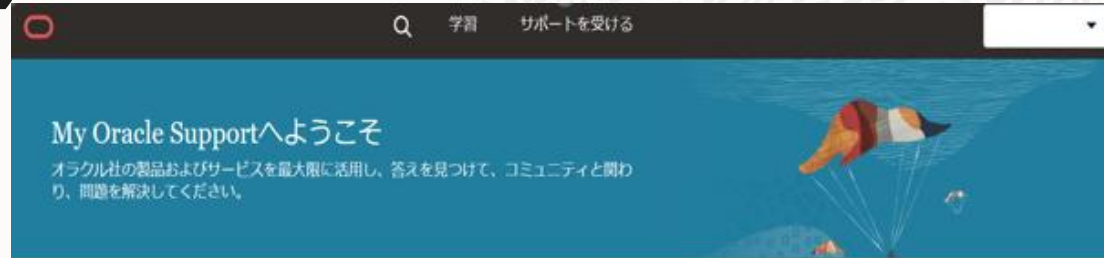 学習 サポートを受ける
My Oracle Supportへようこそ
オラクル社の製品およびサービスを最大限に活用し、答えを見つけて、コミュニティと関わ
り、問題を解決してください。